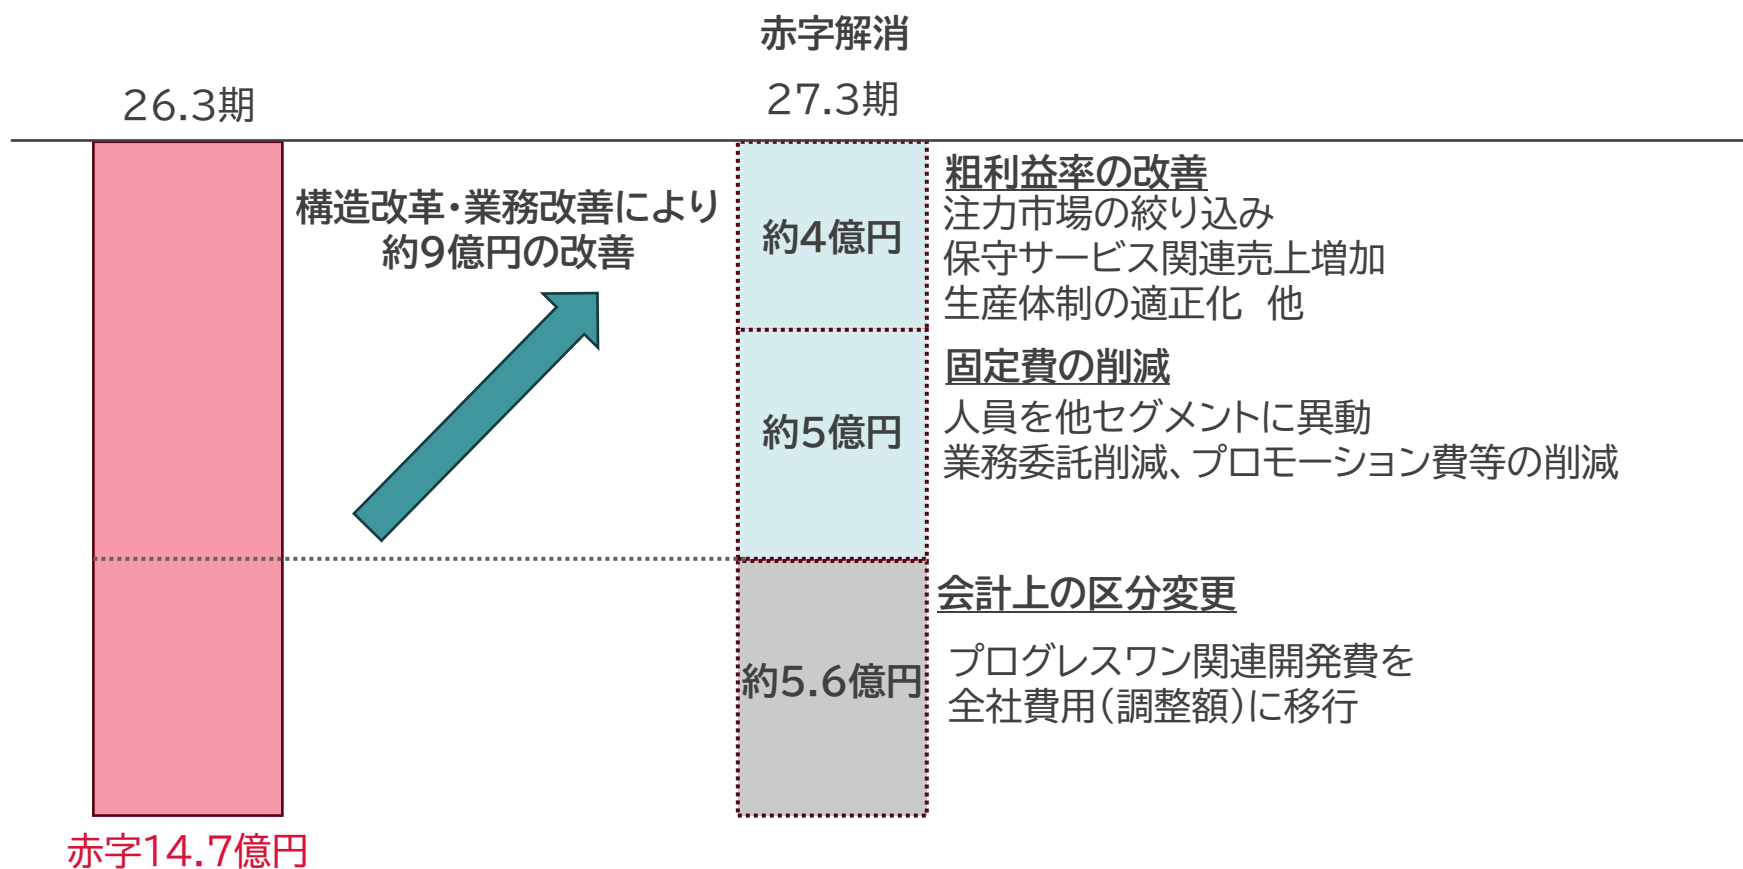 赤字解消
26.3期
27.3期
構造改革・業務改善により
約9億円の改善
約4億円
粗利益率の改善
注力市場の絞り込み
保守サービス関連売上増加
生産体制の適正化　他
約5億円
固定費の削減
人員を他セグメントに異動
業務委託削減、プロモーション費等の削減
約5.6億円
会計上の区分変更
プログレスワン関連開発費を
全社費用(調整額)に移行
赤字14.7億円